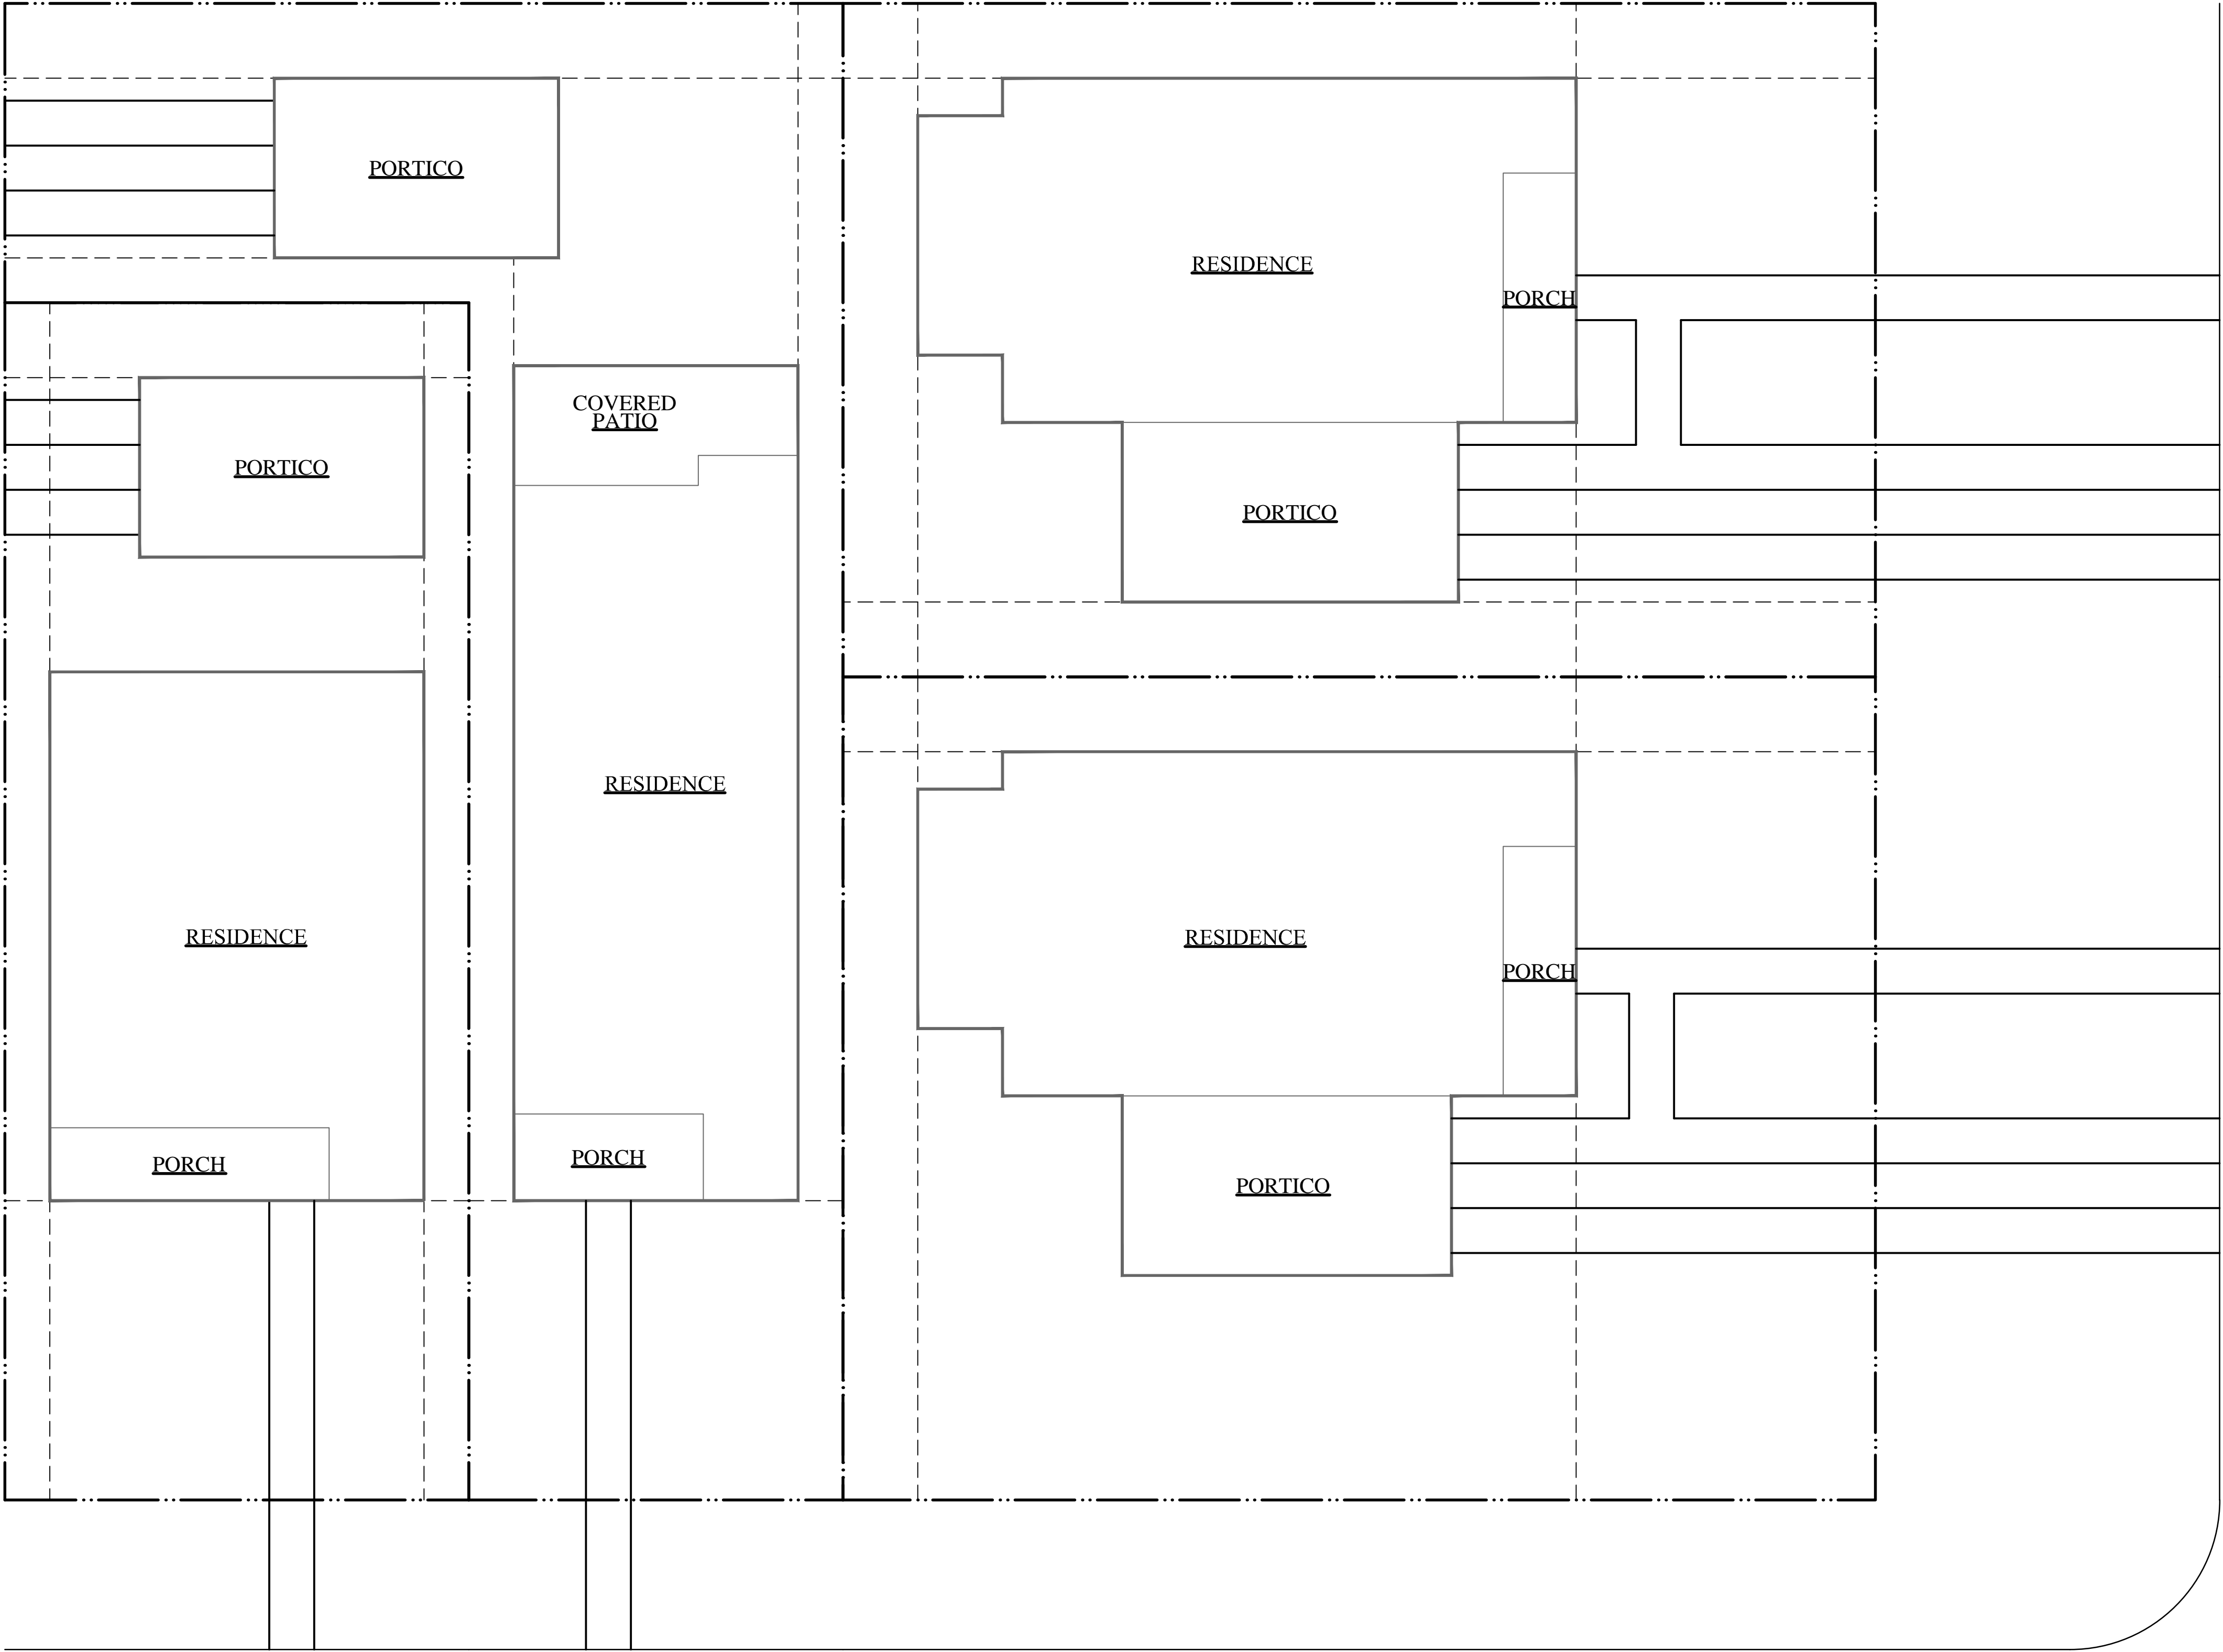 PORTICO
RESIDENCE
PORCH
COVERED
PATIO
PORTICO
PORTICO
RESIDENCE
RESIDENCE
RESIDENCE
PORCH
PORCH
PORCH
PORTICO